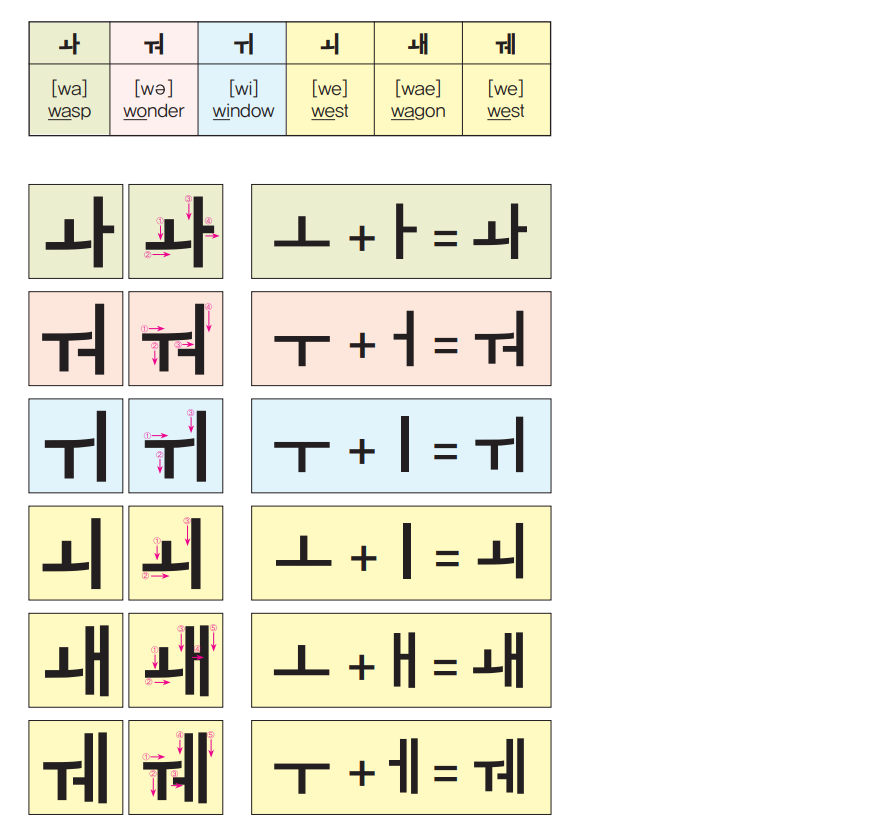 ㅘ ㅝ ㅟ ㅚ ㅙ ㅞ
[wa] [wə] [wi] [we] [wae] [we]
wasp wonder window west wagon west
ㅘ ① ② ③ ④ ㅘ ㅗ + ㅏ = ㅘ
ㅝ ① ② ③ ④ ㅝ ㅜ + ㅓ = ㅝ
ㅟ ① ② ③ ㅟ ㅜ + ㅣ = ㅟ
ㅚ ① ② ③ ㅚ ㅗ + ㅣ = ㅚ
ㅙ ① ② ③ ④ ⑤ ㅙ ㅗ + ㅐ = ㅙ
ㅞ ① ② ③ ④ ⑤ ㅞ ㅜ + ㅔ = ㅞ